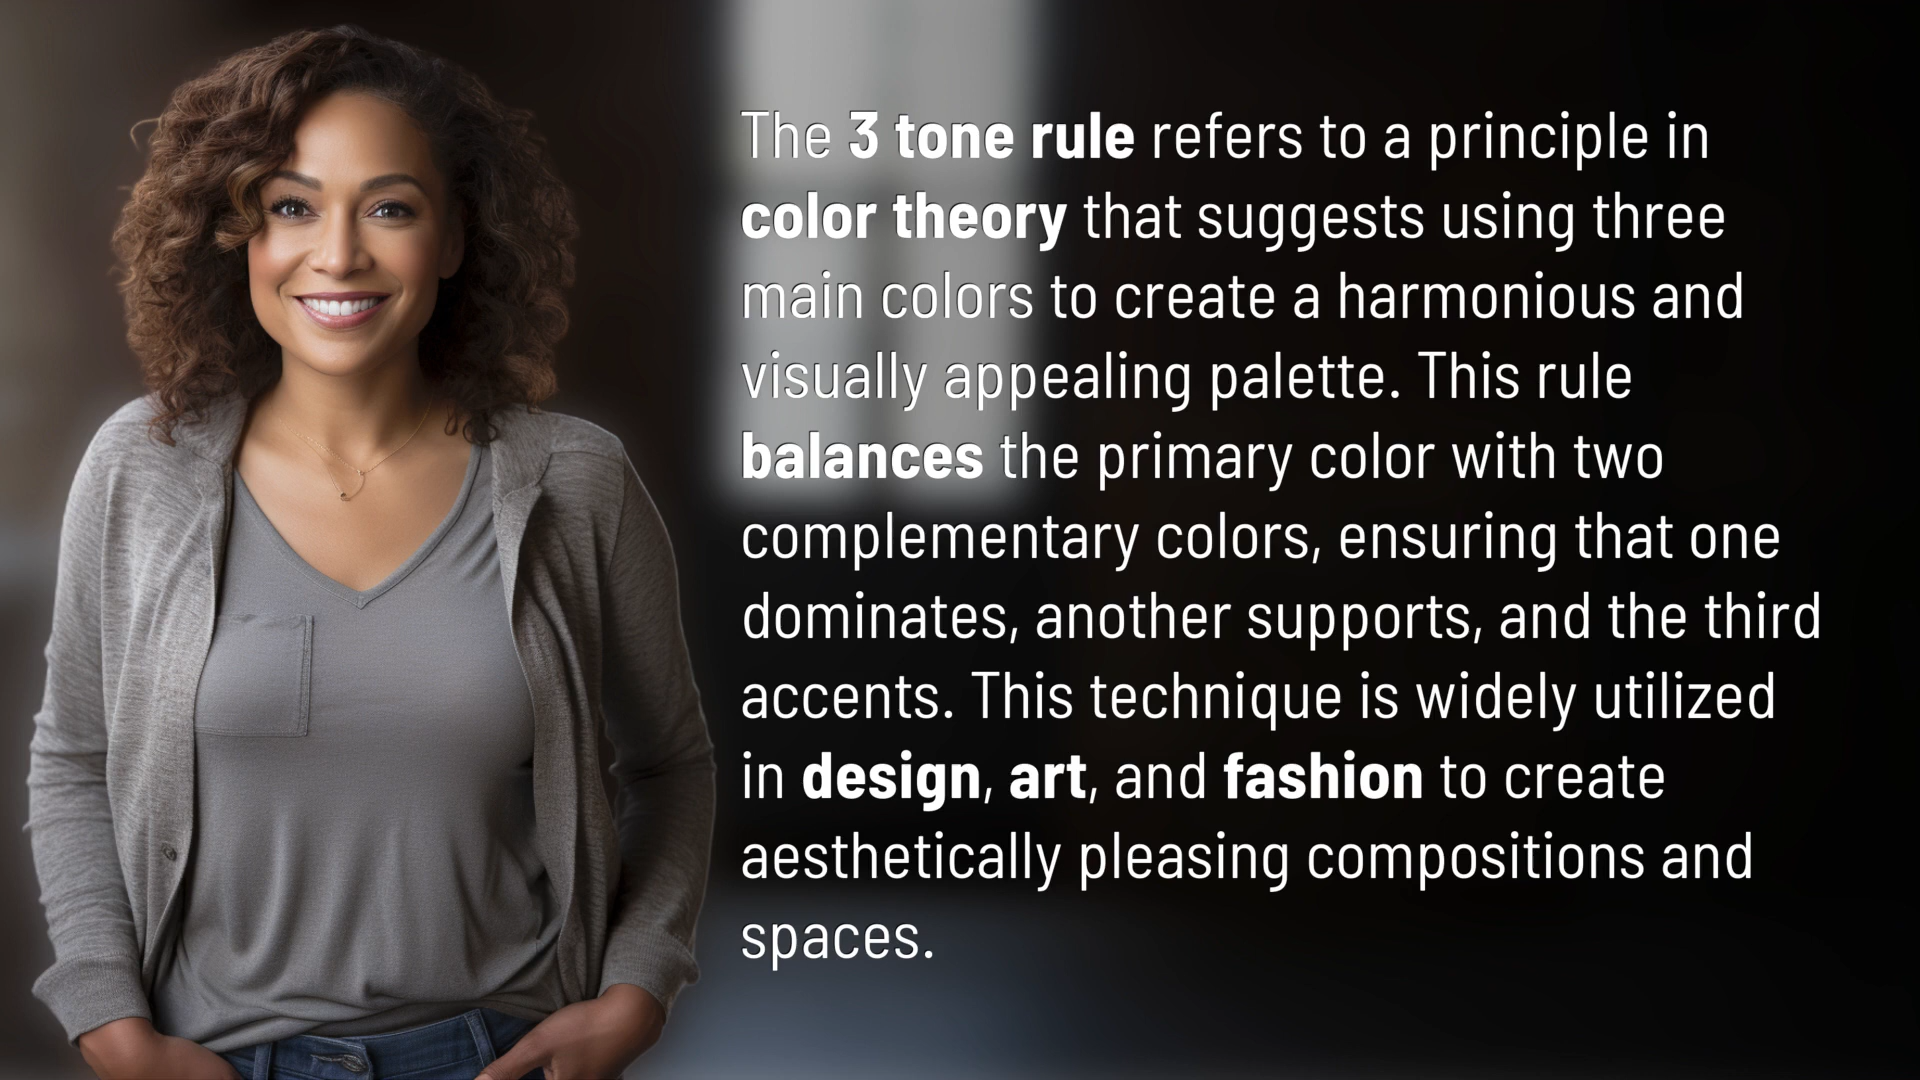 The 3 tone rule refers to a principle in
color theory that suggests using three
main colors to create a harmonious and
visually appealing palette. This rule
balances the primary color with two
complementary colors, ensuring that one
dominates, another supports, and the third
accents. This technique is widely utilized
in design, art, and fashion to create
aesthetically pleasing compositions and
spaces.